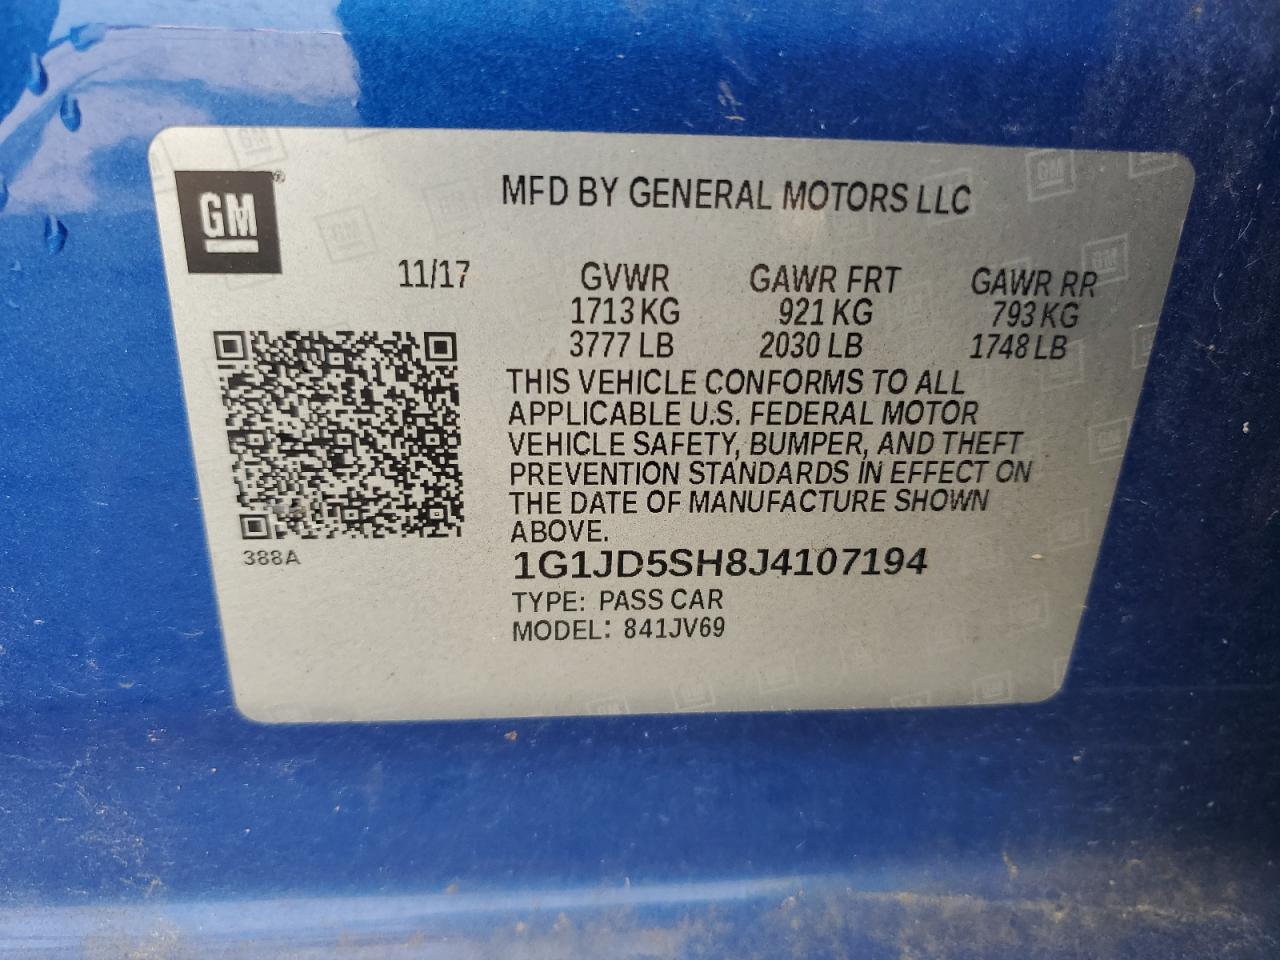 GM®
MFD BY GENERAL MOTORS LLC
11/17 GVWR GAWR FRT GAWR RR
1713 KG 921 KG 793 KG
3777 LB 2030 LB 1748 LB
THIS VEHICLE CONFORMS TO ALL
APPLICABLE U.S. FEDERAL MOTOR
VEHICLE SAFETY, BUMPER, AND THEFT
PREVENTION STANDARDS IN EFFECT ON
THE DATE OF MANUFACTURE SHOWN
ABOVE.
388A
1G1JD5SH8J4107194
TYPE: PASS CAR
MODEL: 841JV69